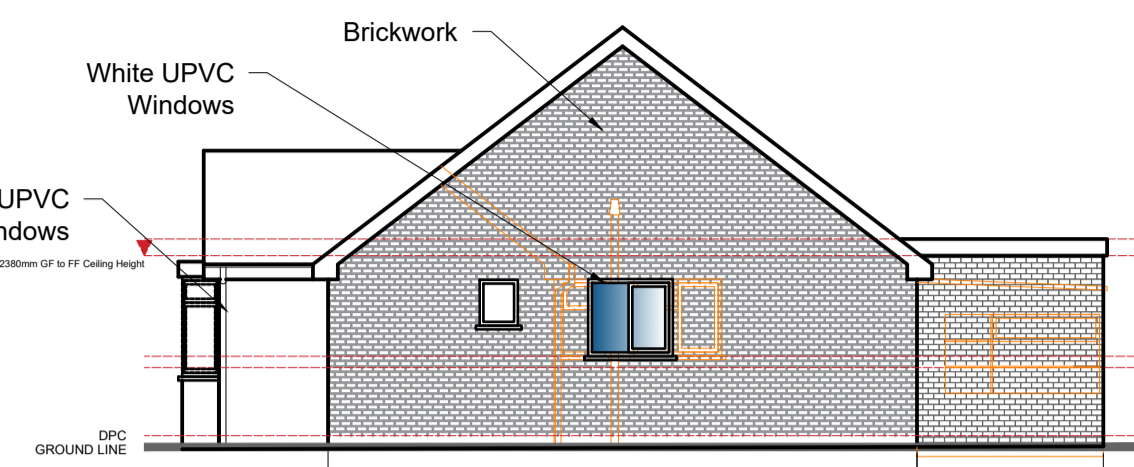 Brickwork
White UPVC
Windows
UPVC
ndows
2380mm GF to FF Ceiling Height
DPC
GROUND LINE